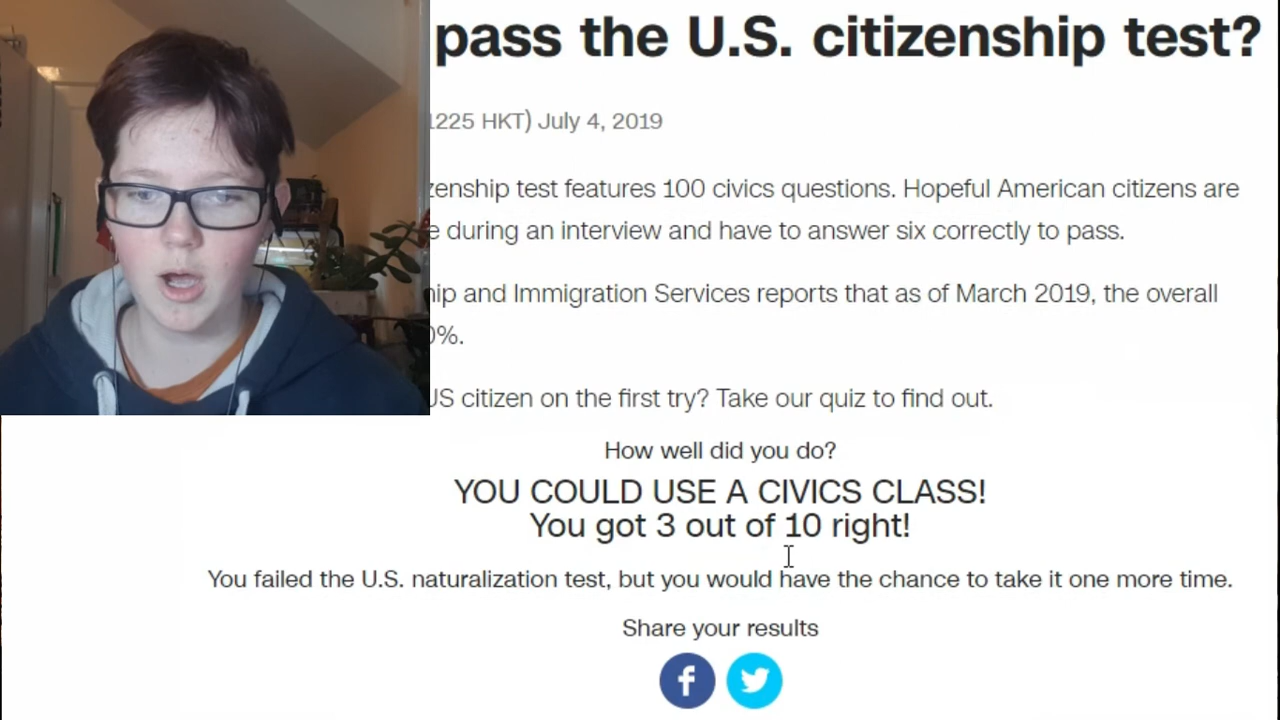 pass the U.S. citizenship test?
1225 HKT) July 4, 2019
zenship test features 100 civics questions. Hopeful American citizens are
e during an interview and have to answer six correctly to pass.
hip and Immigration Services reports that as of March 2019, the overall
0%.
US citizen on the first try? Take our quiz to find out.
How well did you do?
YOU COULD USE A CIVICS CLASS!
You got 3 out of 10 right!
You failed the U.S. naturalization test, but you would have the chance to take it one more time.
Share your results
f